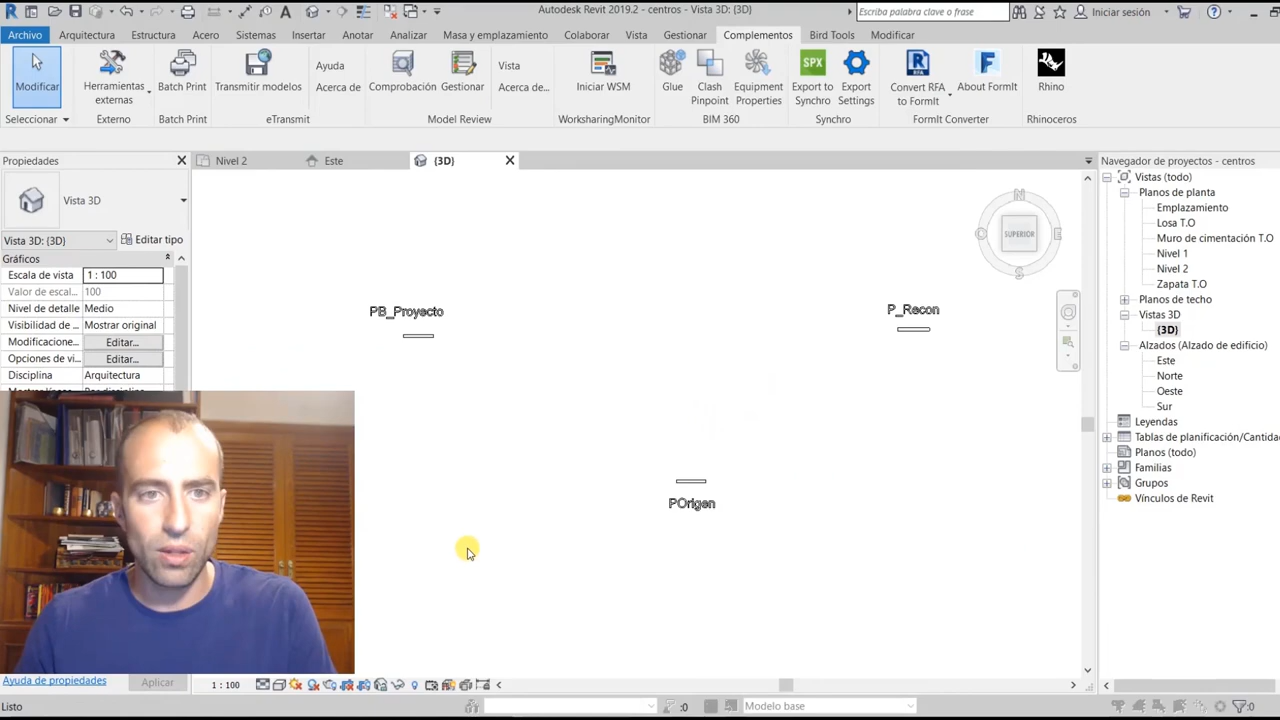 Autodesk Revit 2019.2 - centros - Vista 3D: {3D}
Escriba palabra clave o frase
Iniciar sesión
Archivo
Arquitectura
Estructura
Acero
Sistemas
Insertar
Anotar
Analizar
Masa y emplazamiento
Colaborar
Vista
Gestionar
Complementos
Bird Tools
Modificar
Modificar
Herramientas
externas
Batch Print
Transmitir modelos
Ayuda
Acerca de
Comprobación
Gestionar
Vista
Acerca de...
Iniciar WSM
Glue
Clash
Pinpoint
Equipment
Properties
SPX
Export to
Synchro
Export
Settings
Convert RFA
to FormIt
About FormIt
Rhino
Seleccionar
Externo
Batch Print
eTransmit
Model Review
WorksharingMonitor
BIM 360
Synchro
FormIt Converter
Rhinoceros
Propiedades
Nivel 2
Este
{3D}
Navegador de proyectos - centros
Vista 3D
Vista 3D: {3D}
Editar tipo
Gráficos
Escala de vista
1 : 100
Valor de escal...
100
Nivel de detalle
Medio
Visibilidad de ...
Mostrar original
Modificacione...
Editar...
Opciones de vi...
Editar...
Disciplina
Arquitectura
PB_Proyecto
P_Recon
POrigen
N
SUPERIOR
O
E
S
Vistas (todo)
Planos de planta
Emplazamiento
Losa T.O
Muro de cimentación T.O
Nivel 1
Nivel 2
Zapata T.O
Planos de techo
Vistas 3D
{3D}
Alzados (Alzado de edificio)
Este
Norte
Oeste
Sur
Leyendas
Tablas de planificación/Cantida
Planos (todo)
Familias
Grupos
Vínculos de Revit
Ayuda de propiedades
Aplicar
1 : 100
Listo
:0
Modelo base
:0